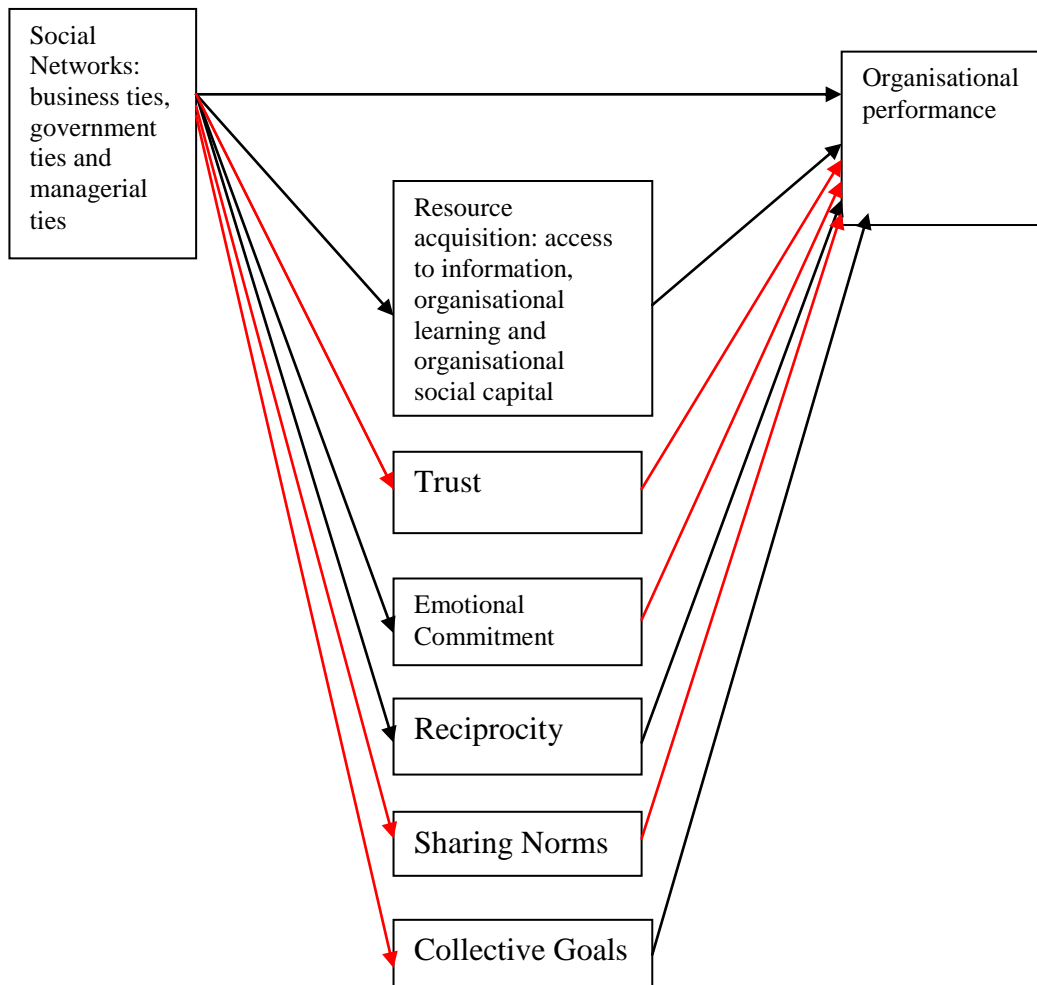 Social
Networks:
business ties,
government
ties and
managerial
ties
Organisational
performance
Resource
acquisition: access
to information,
organisational
learning and
organisational
social capital
Trust
Emotional
Commitment
Reciprocity
Sharing Norms
Collective Goals